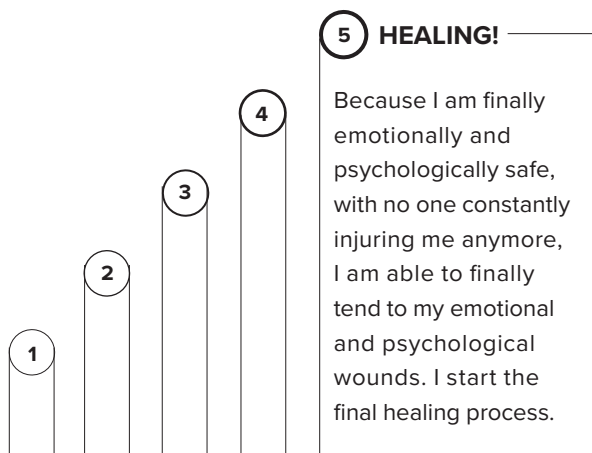 5 HEALING!
4
3
2
1
Because I am finally
emotionally and
psychologically safe,
with no one constantly
injuring me anymore,
I am able to finally
tend to my emotional
and psychological
wounds. I start the
final healing process.